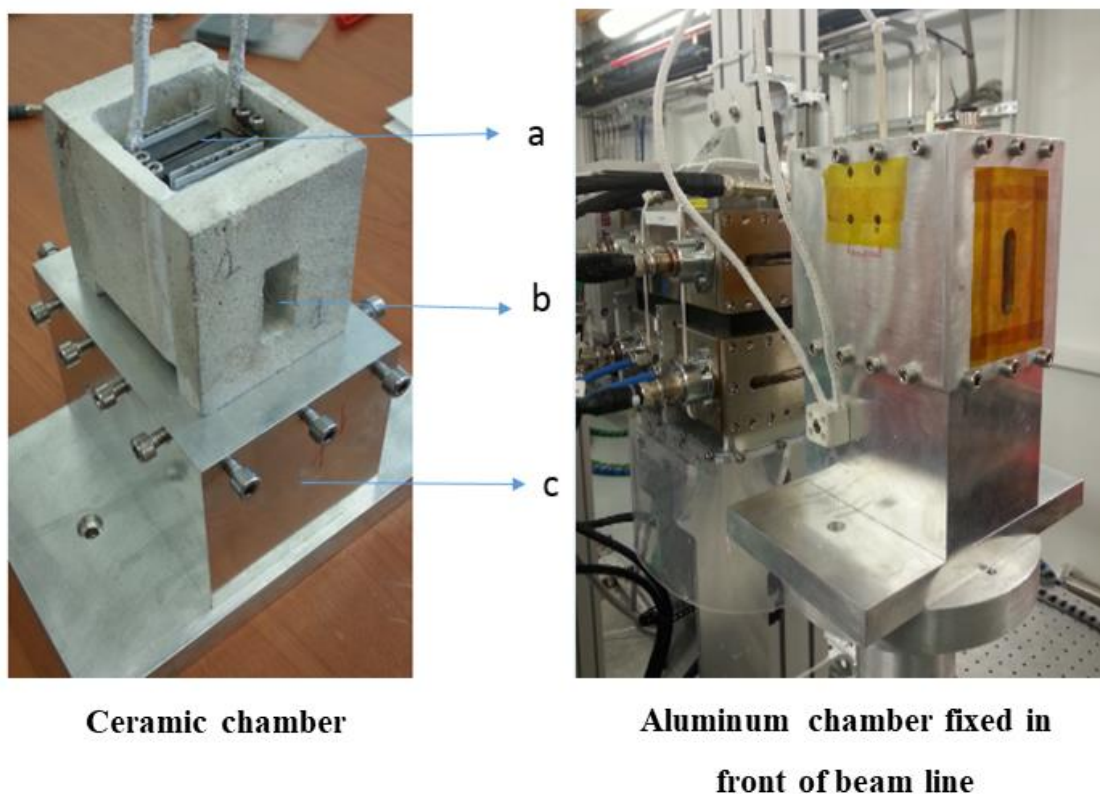 a
b
c
Ceramic chamber
Aluminum chamber fixed in
front of beam line